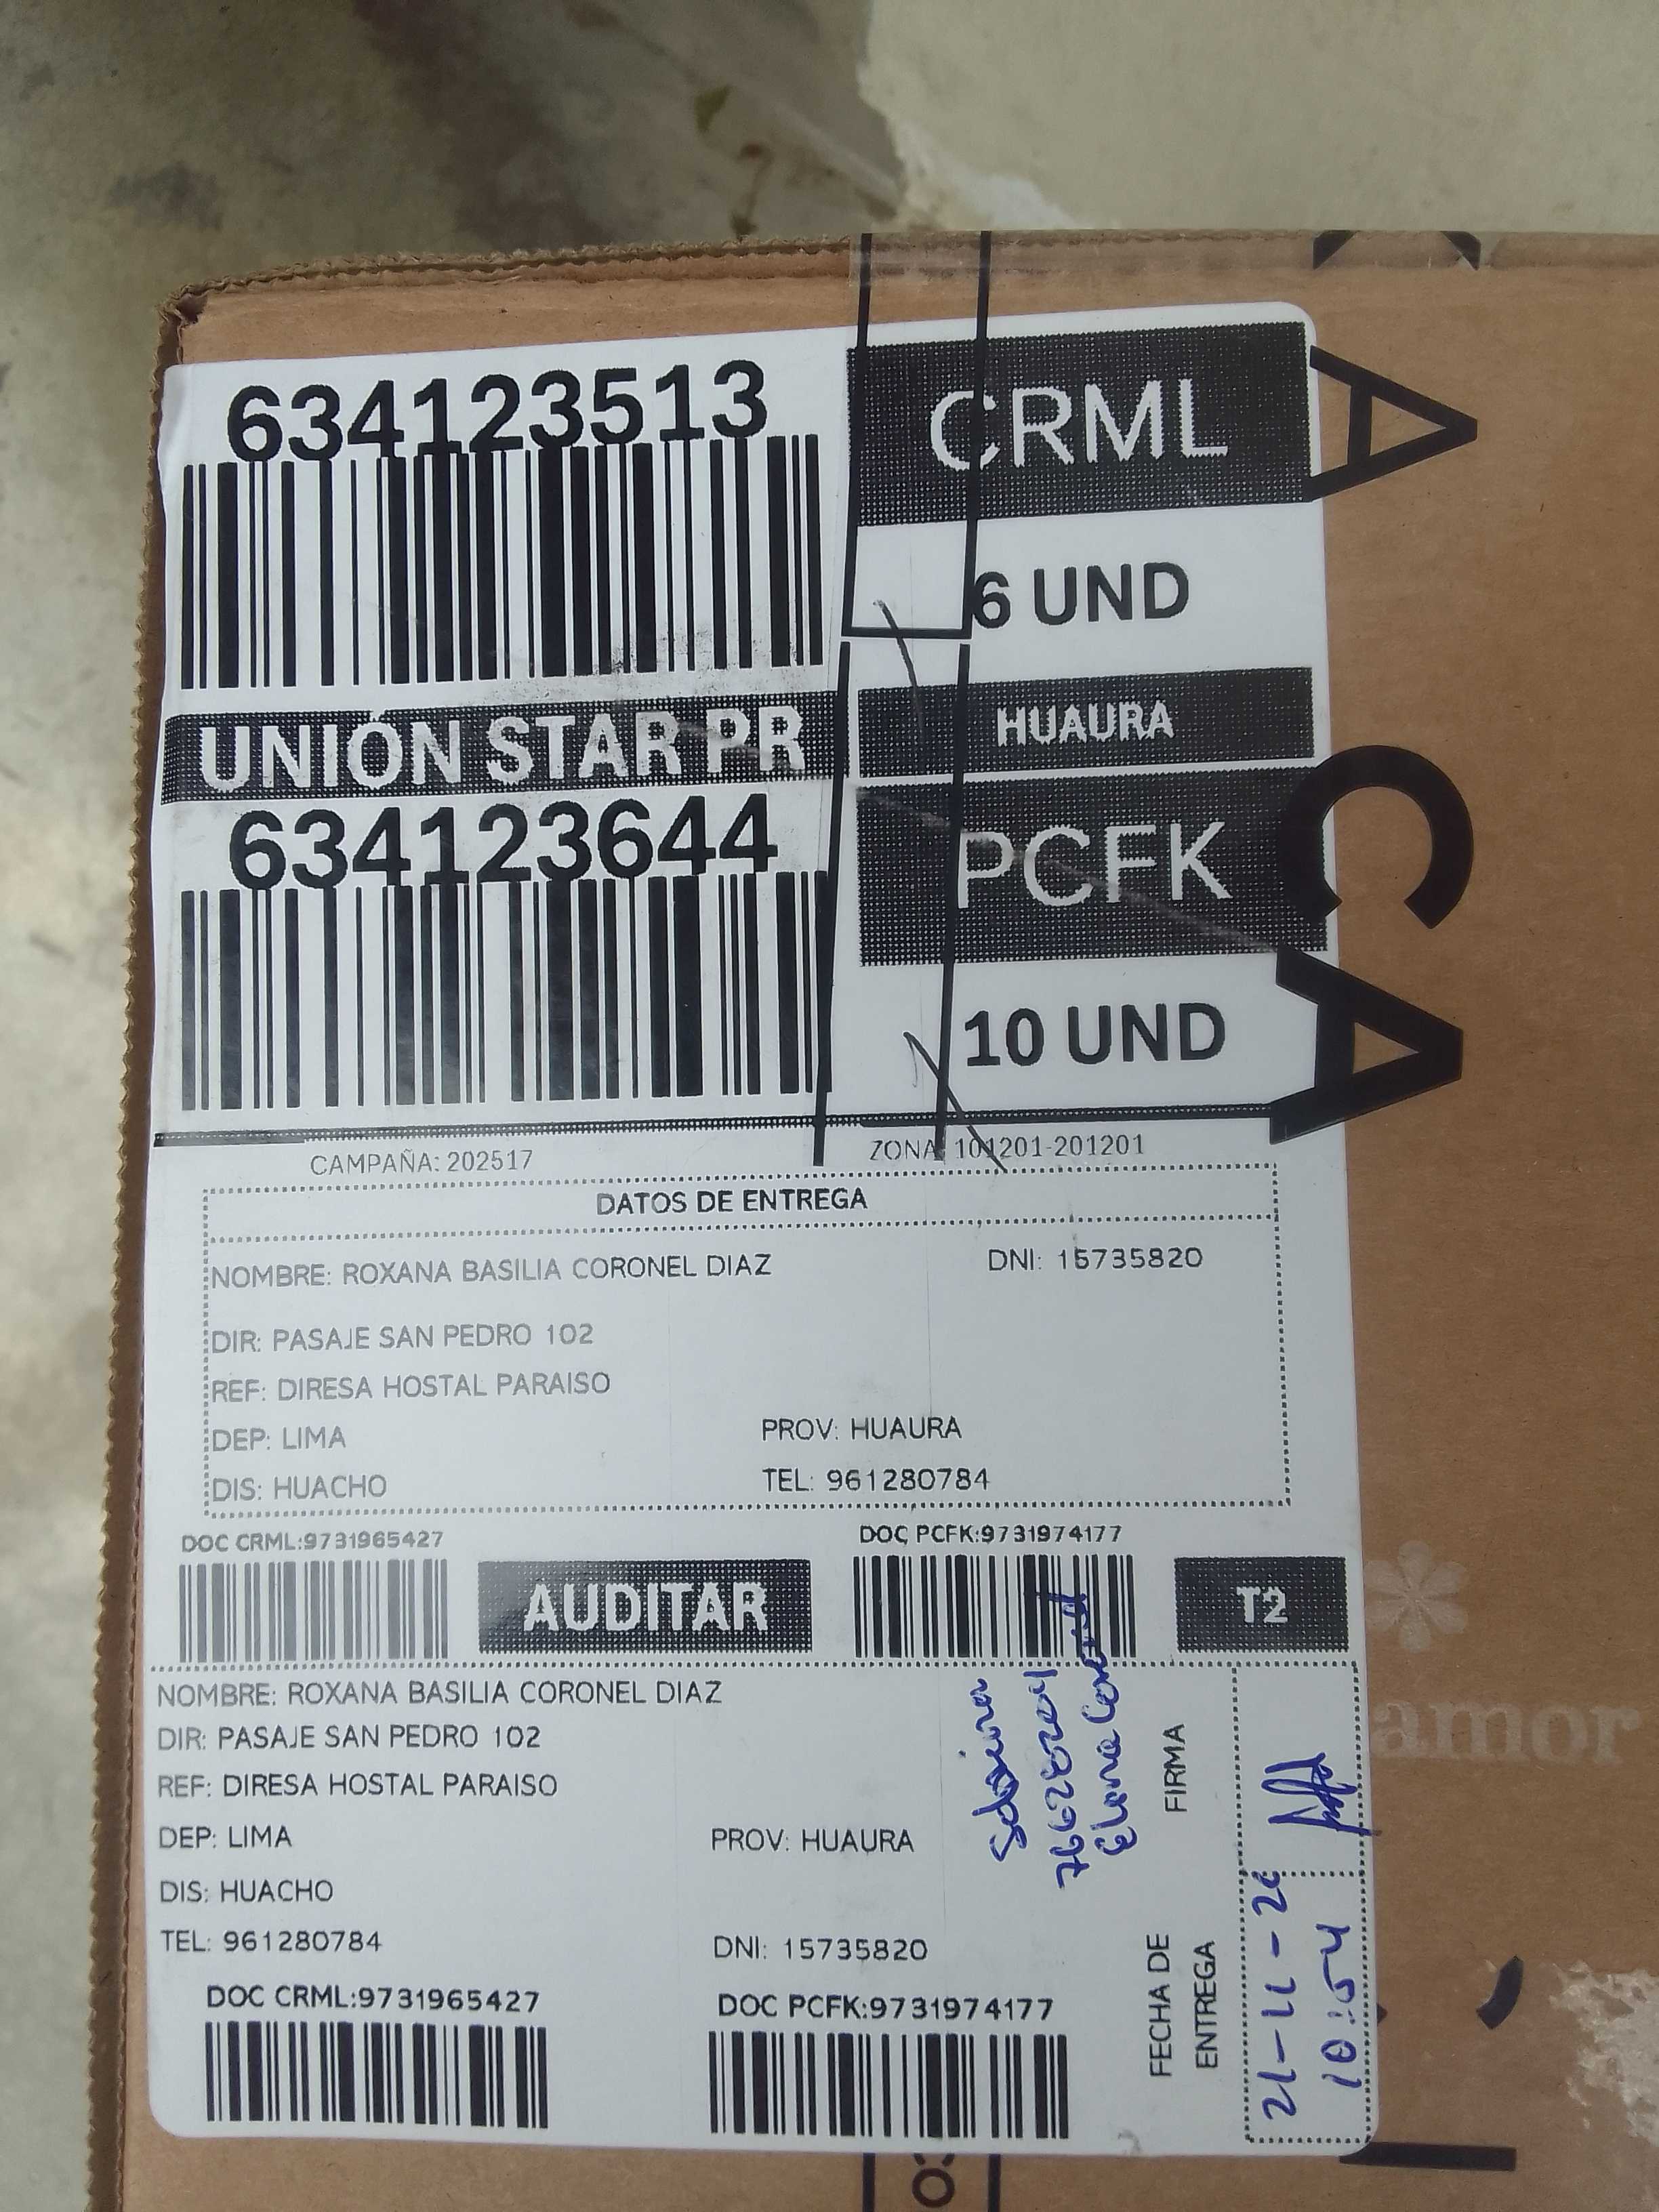 634123513
CRML
6 UND
UNIÓN STAR PR
HUAURA
634123644
PCFK
10 UND
CAMPAÑA: 202517
ZONA: 101201-201201
DATOS DE ENTREGA
NOMBRE: ROXANA BASILIA CORONEL DIAZ
DNI: 15735820
DIR: PASAJE SAN PEDRO 102
REF: DIRESA HOSTAL PARAISO
DEP: LIMA
PROV: HUAURA
DIS: HUACHO
TEL: 961280784
DOC CRML:9731965427
DOC PCFK:9731974177
AUDITAR
T2
NOMBRE: ROXANA BASILIA CORONEL DIAZ
DIR: PASAJE SAN PEDRO 102
REF: DIRESA HOSTAL PARAISO
DEP: LIMA
PROV: HUAURA
DIS: HUACHO
TEL: 961280784
DNI: 15735820
DOC CRML:9731965427
DOC PCFK:9731974177
FIRMA
FECHA DE
ENTREGA
10:54
amor
A
CA